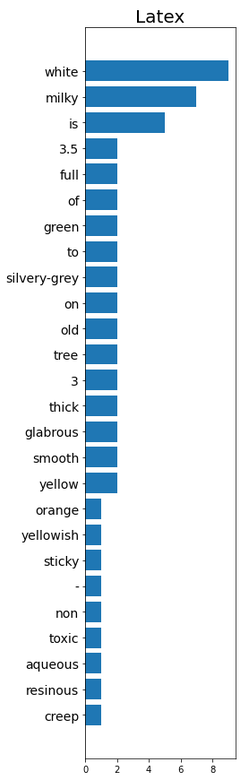 Latex
white
milky
is
3.5
full
of
green
to
silvery-grey
on
old
tree
3
thick
glabrous
smooth
yellow
orange
yellowish
sticky
-
non
toxic
aqueous
resinous
creep
0 2 4 6 8